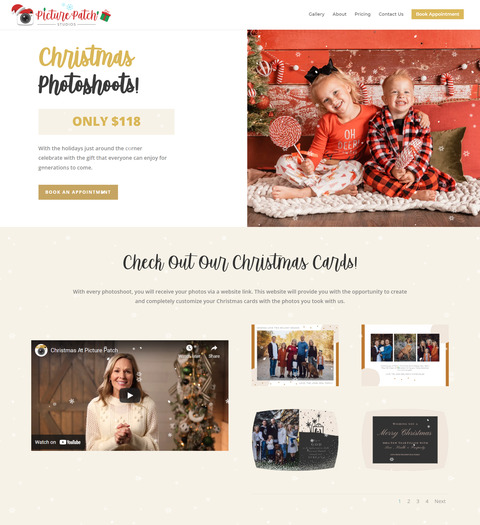 Picture Patch!
STUDIOS
Gallery About Pricing Contact Us Book Appointment
Christmas
Photoshoots!
ONLY $118
With the holidays just around the corner
celebrate with the gift that everyone can enjoy for
generations to come.
BOOK AN APPOINTMENT
OH
DEER
Check Out Our Christmas Cards!
With every photoshoot, you will receive your photos via a website link. This website will provide you with the opportunity to create
and completely customize your Christmas cards with the photos you took with us.
Christmas At Picture Patch
Watch later Share
Watch on YouTube
Merry Christmas
1 2 3 4 Next